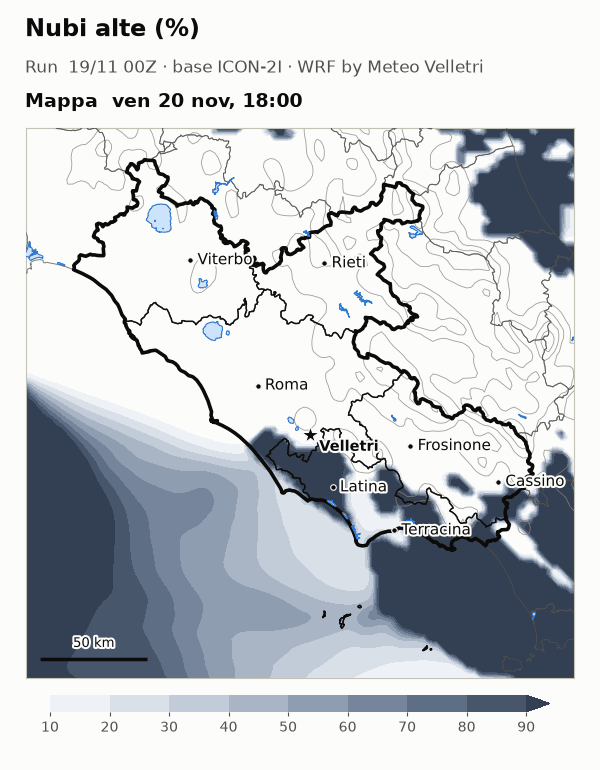 Nubi alte (%)
Run 19/11 00Z · base ICON-2I · WRF by Meteo Velletri
Mappa ven 20 nov, 18:00
Viterbo
Rieti
Roma
Velletri
Frosinone
Cassino
Latina
Terracina
50 km
10 20 30 40 50 60 70 80 90